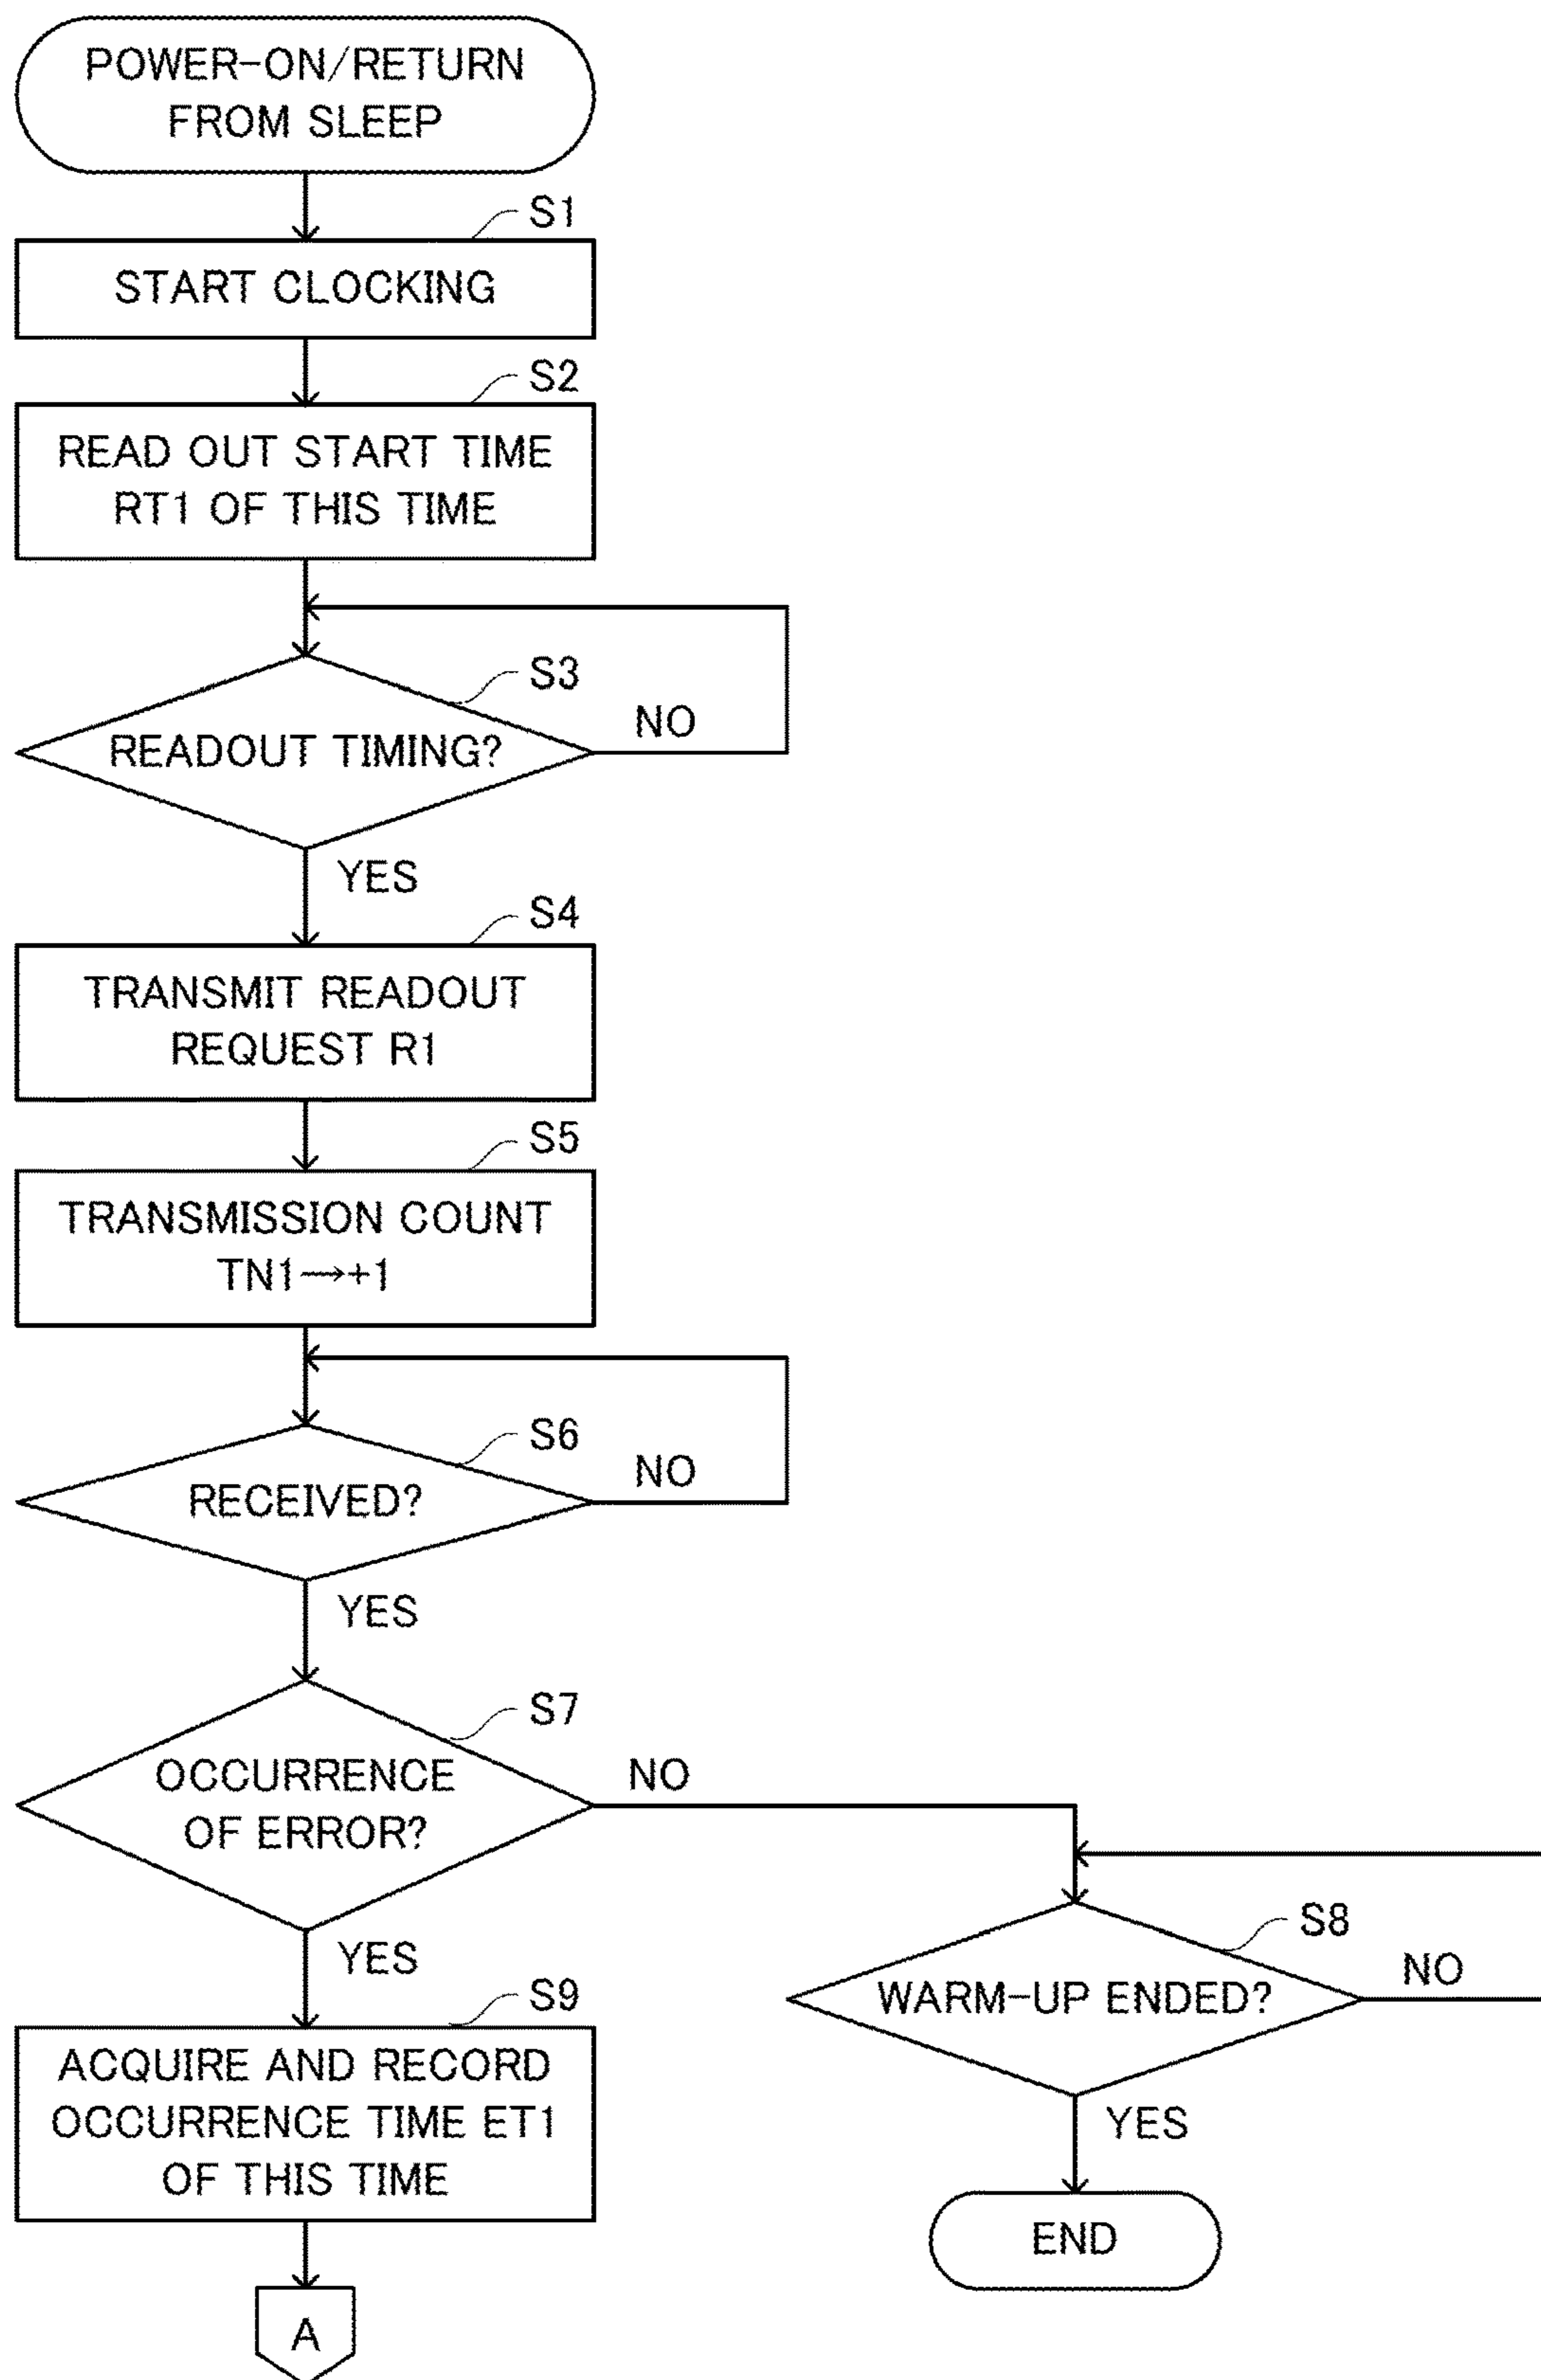 POWER-ON/RETURN
FROM SLEEP
S1
START CLOCKING
S2
READ OUT START TIME
RT1 OF THIS TIME
S3
READOUT TIMING?
NO
YES
S4
TRANSMIT READOUT
REQUEST R1
S5
TRANSMISSION COUNT
TN1→+1
S6
RECEIVED?
NO
YES
S7
OCCURRENCE
OF ERROR?
NO
YES
S8
WARM-UP ENDED?
NO
YES
END
S9
ACQUIRE AND RECORD
OCCURRENCE TIME ET1
OF THIS TIME
A